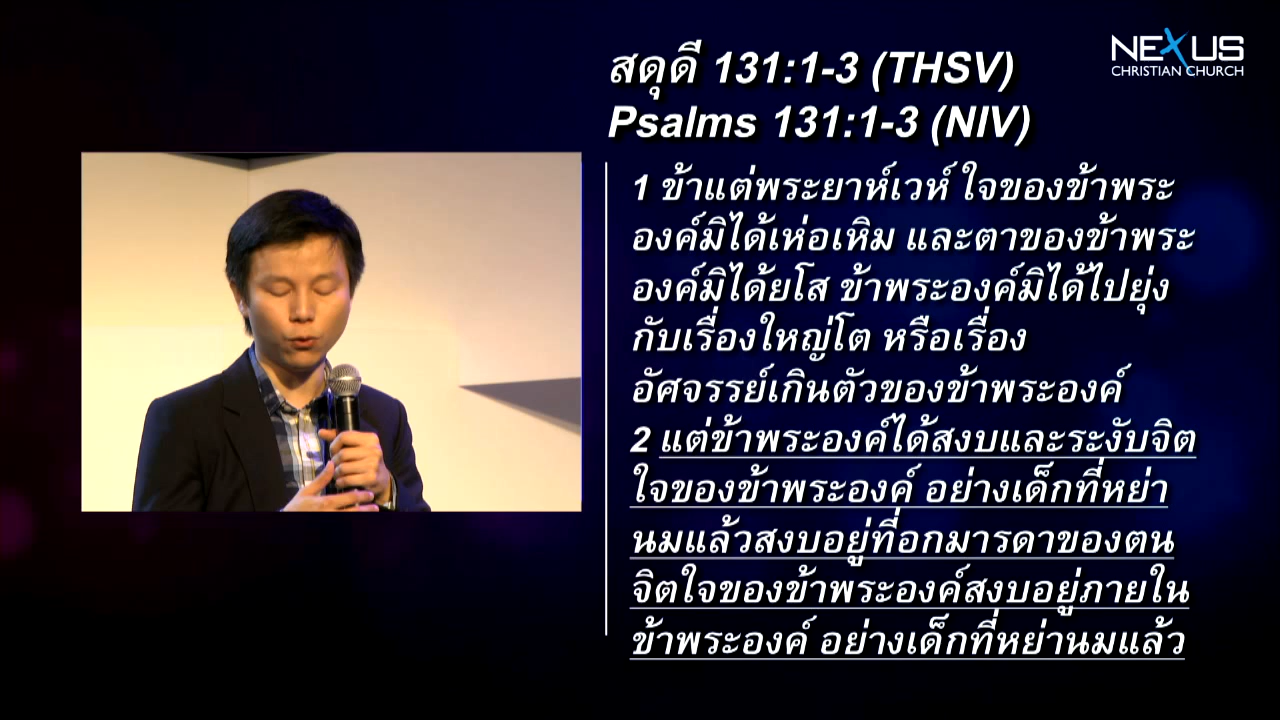 NEXUS
CHRISTIAN CHURCH
สดุดี 131:1-3 (THSV)
Psalms 131:1-3 (NIV)
1 ข้าแต่พระยาห์เวห์ ใจของข้าพระ
องค์มิได้เห่อเหิม และตาของข้าพระ
องค์มิได้ยโส ข้าพระองค์มิได้ไปยุ่ง
กับเรื่องใหญ่โต หรือเรื่อง
อัศจรรย์เกินตัวของข้าพระองค์
2 แต่ข้าพระองค์ได้สงบและระงับจิต
ใจของข้าพระองค์ อย่างเด็กที่หย่า
นมแล้วสงบอยู่ที่อกมารดาของตน
จิตใจของข้าพระองค์สงบอยู่ภายใน
ข้าพระองค์ อย่างเด็กที่หย่านมแล้ว